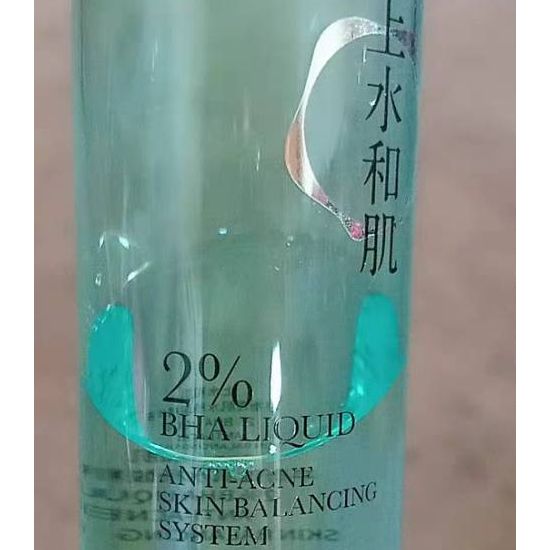 上水和肌
2%
BHA LIQUID
ANTI-ACNE
SKIN BALANCING
SYSTEM